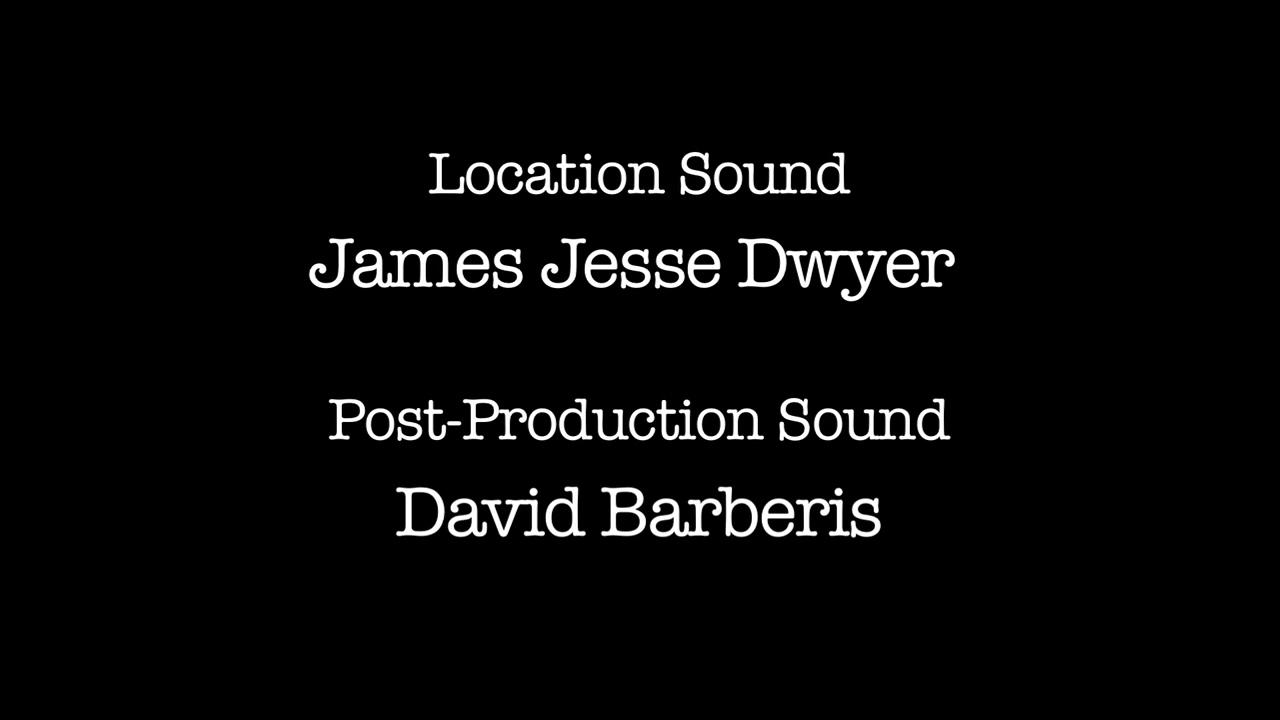 Location Sound
James Jesse Dwyer
Post-Production Sound
David Barberis